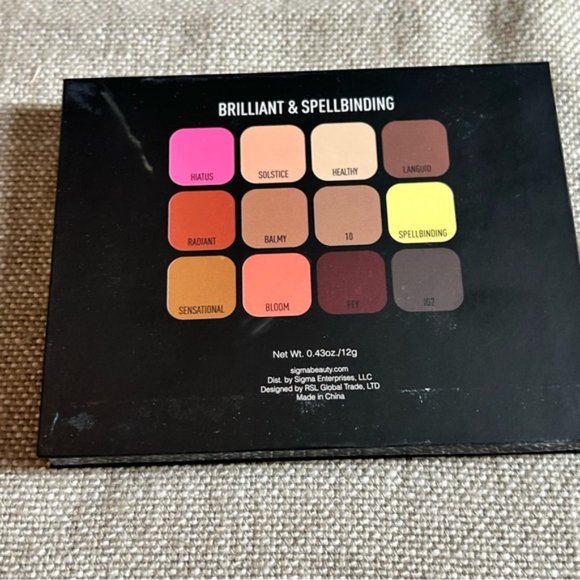 BRILLIANT & SPELLBINDING
HIATUS SOLSTICE HEALTHY LANGUID
RADIANT BALMY 10 SPELLBINDING
SENSATIONAL BLOOM FEY IG2
Net Wt. 0.43oz./12g
sigmabeauty.com
Dist. by Sigma Enterprises, LLC
Designed by RSL Global Trade, LTD
Made in China